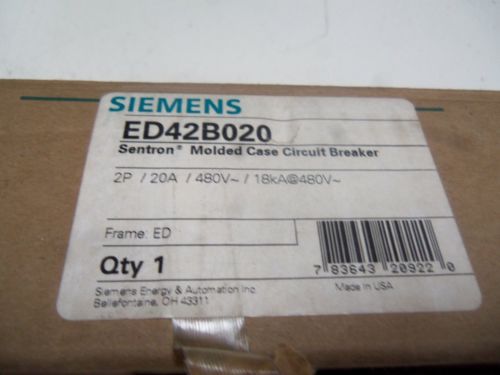 SIEMENS
ED42B020
Sentron® Molded Case Circuit Breaker
2P / 20A / 480V~ / 18kA@480V~
Frame: ED
Qty 1
7 83643 20922 0
Siemens Energy & Automation Inc.
Bellefontaine, OH 43311
Made In USA